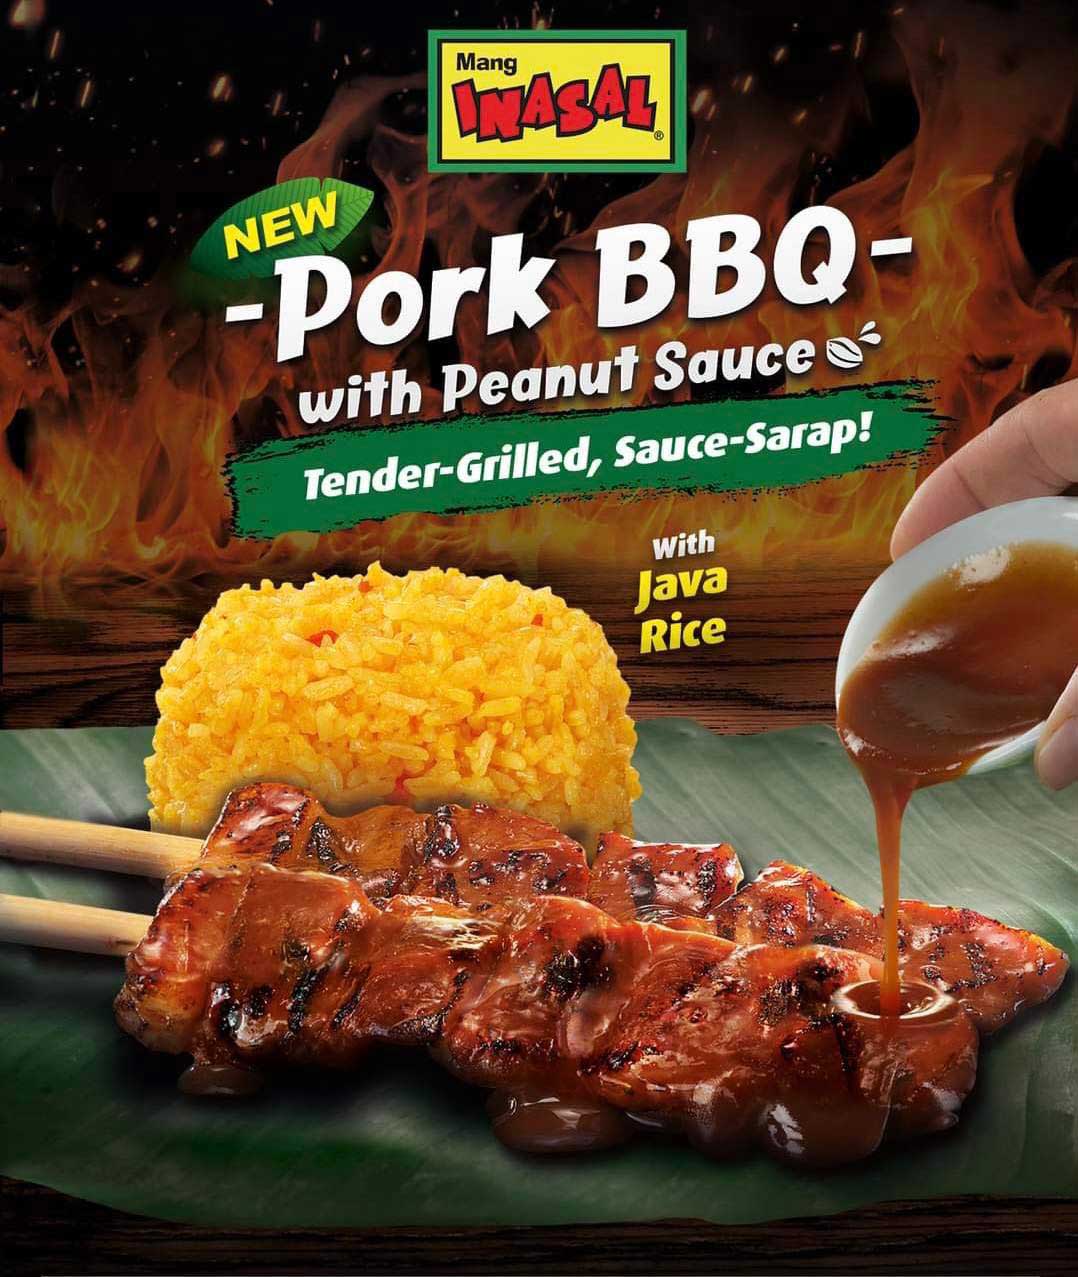 Mang
INASAL
®
NEW
-Pork BBQ-
with Peanut Sauce
Tender-Grilled, Sauce-Sarap!
With
Java
Rice